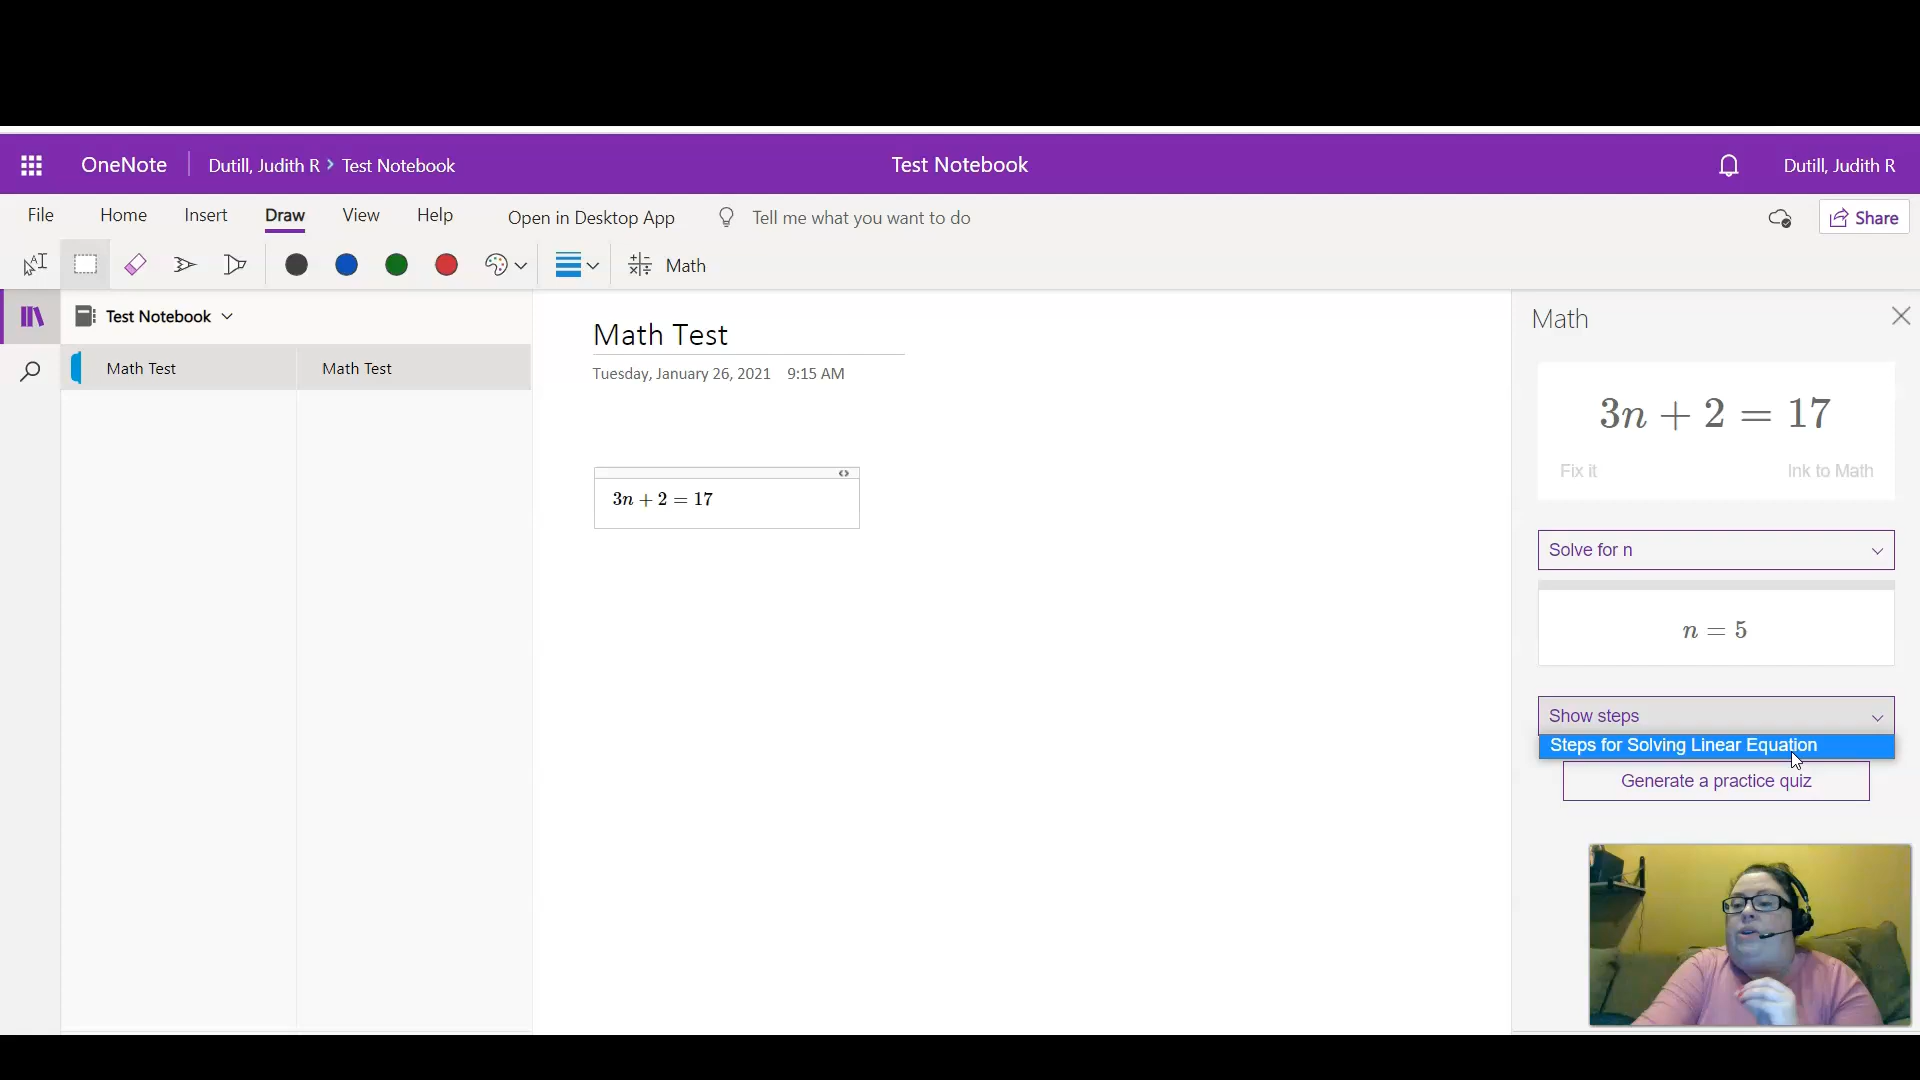 OneNote
Dutill, Judith R › Test Notebook
Test Notebook
Dutill, Judith R
File Home Insert Draw View Help Open in Desktop App Tell me what you want to do
Share
Math
Test Notebook
Math Test
Math Test
Math Test
Tuesday, January 26, 2021 9:15 AM
3n + 2 = 17
Math
3n + 2 = 17
Fix it Ink to Math
Solve for n
n = 5
Show steps
Steps for Solving Linear Equation
Generate a practice quiz